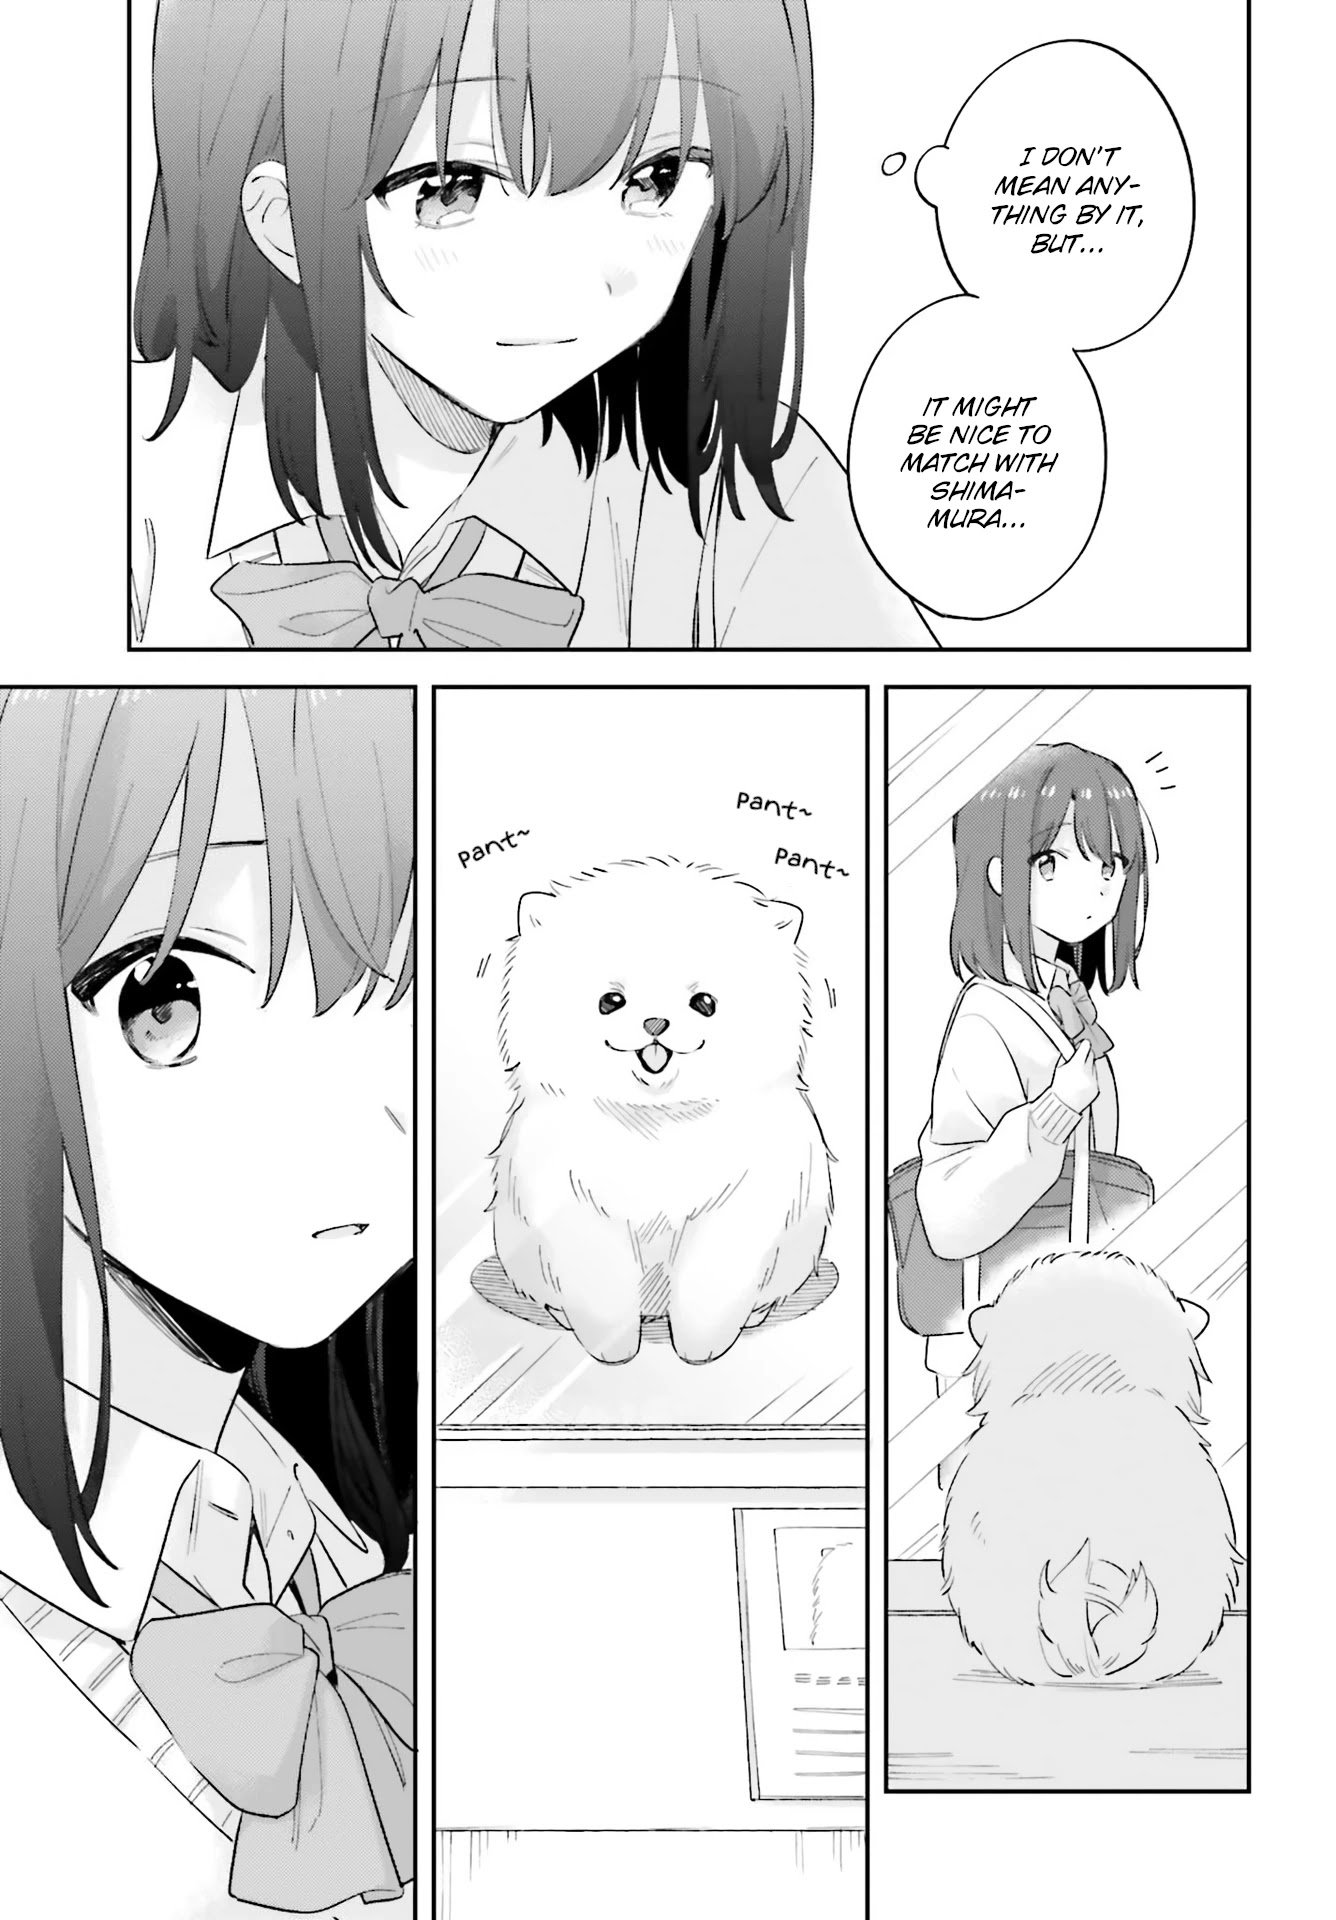 I DON'T
MEAN ANY-
THING BY IT,
BUT...
IT MIGHT
BE NICE TO
MATCH WITH
SHIMA-
MURA...
PANT~
PANT~
PANT~